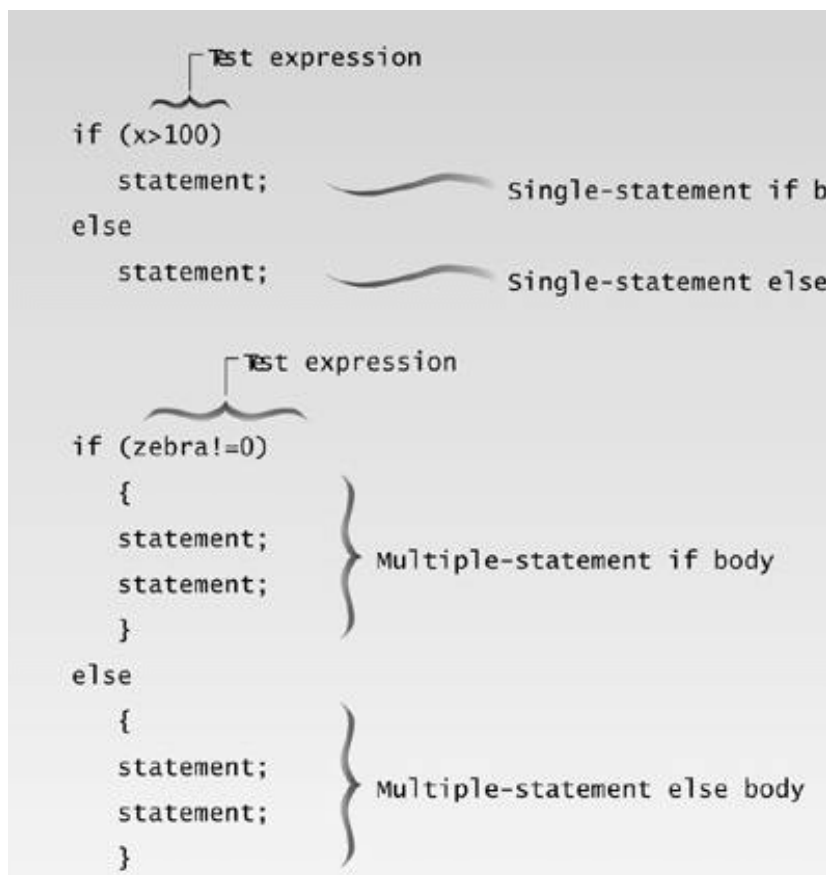 Test expression
if (x>100)
statement; Single-statement if b
else
statement; Single-statement else
Test expression
if (zebra!=0)
{
statement;
statement; Multiple-statement if body
}
else
{
statement;
statement; Multiple-statement else body
}